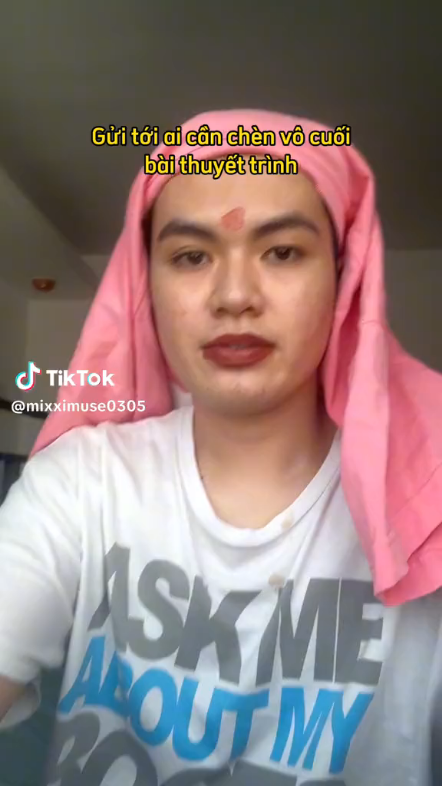 Gửi tới ai cần chèn vô cuối
bài thuyết trình
TikTok
@mixximuse0305
ASK ME
ABOUT MY